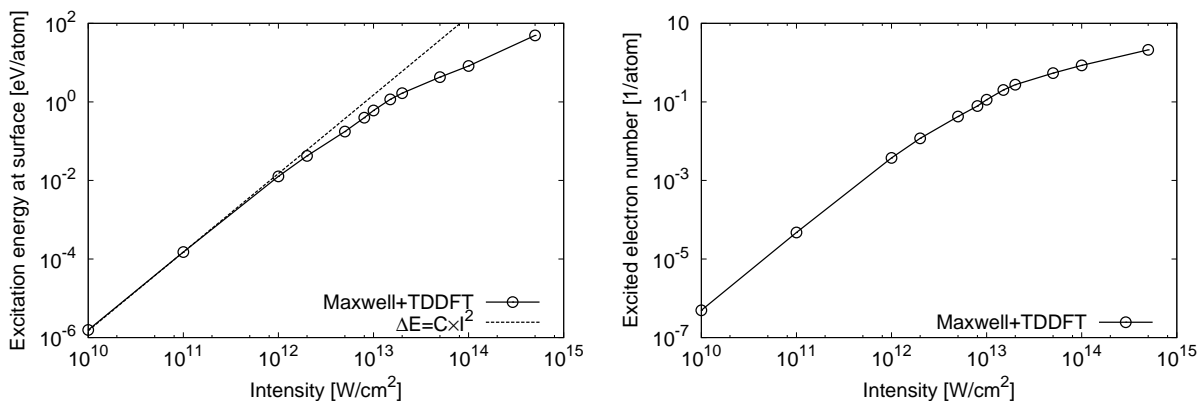 Excitation energy at surface [eV/atom]
10^2
10^0
10^-2
10^-4
10^-6
10^10 10^11 10^12 10^13 10^14 10^15
Intensity [W/cm^2]
Maxwell+TDDFT
ΔE=C×I^2
Excited electron number [1/atom]
10
10^-1
10^-3
10^-5
10^-7
10^10 10^11 10^12 10^13 10^14 10^15
Intensity [W/cm^2]
Maxwell+TDDFT